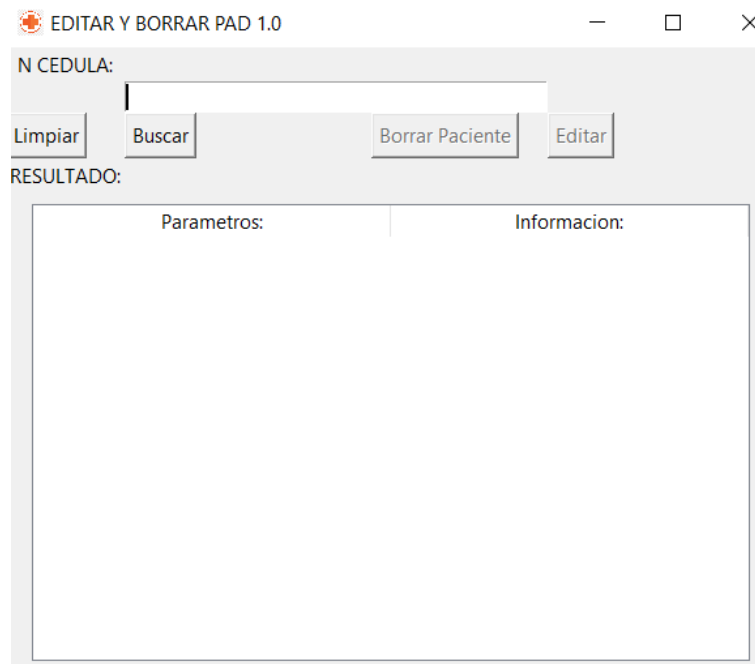 EDITAR Y BORRAR PAD 1.0
N CEDULA:
Limpiar Buscar Borrar Paciente Editar
RESULTADO:
Parametros: Informacion: